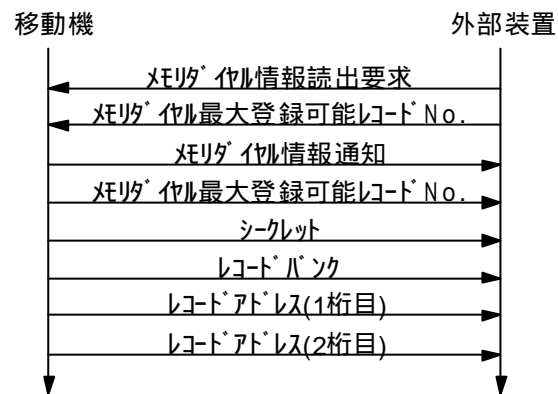 移動機 外部装置
ﾒﾓﾘﾀﾞｲﾔﾙ情報読出要求
ﾒﾓﾘﾀﾞｲﾔﾙ最大登録可能ﾚｺｰﾄﾞNo.
ﾒﾓﾘﾀﾞｲﾔﾙ情報通知
ﾒﾓﾘﾀﾞｲﾔﾙ最大登録可能ﾚｺｰﾄﾞNo.
ｼｰｸﾚｯﾄ
ﾚｺｰﾄﾞﾊﾞﾝｸ
ﾚｺｰﾄﾞｱﾄﾞﾚｽ(1桁目)
ﾚｺｰﾄﾞｱﾄﾞﾚｽ(2桁目)